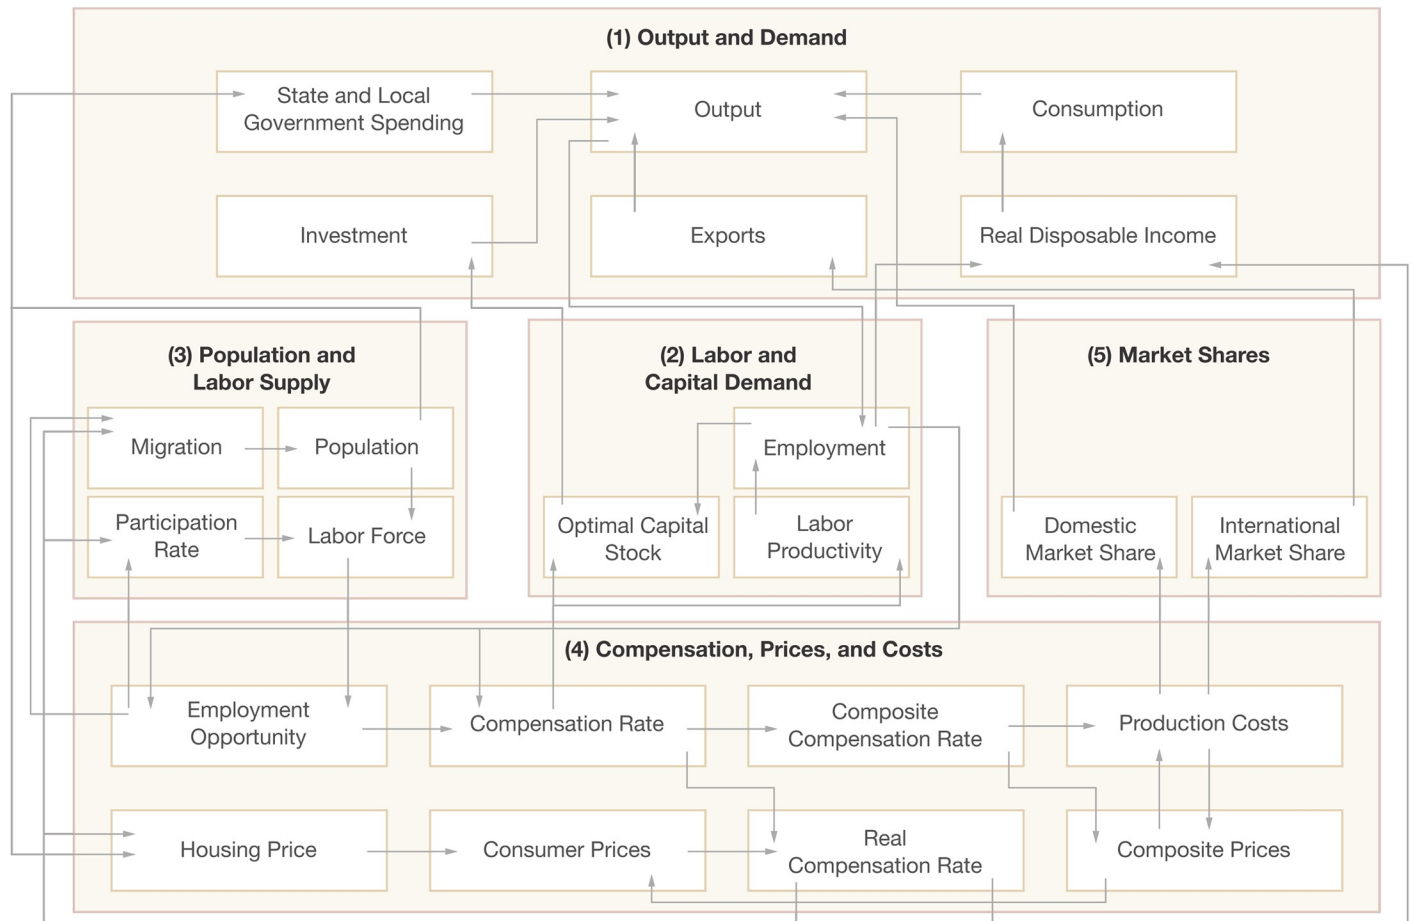 (1) Output and Demand
State and Local
Government Spending
Output
Consumption
Investment
Exports
Real Disposable Income
(3) Population and
Labor Supply
Migration
Population
Participation
Rate
Labor Force
(2) Labor and
Capital Demand
Employment
Optimal Capital
Stock
Labor
Productivity
(5) Market Shares
Domestic
Market Share
International
Market Share
(4) Compensation, Prices, and Costs
Employment
Opportunity
Compensation Rate
Composite
Compensation Rate
Production Costs
Housing Price
Consumer Prices
Real
Compensation Rate
Composite Prices